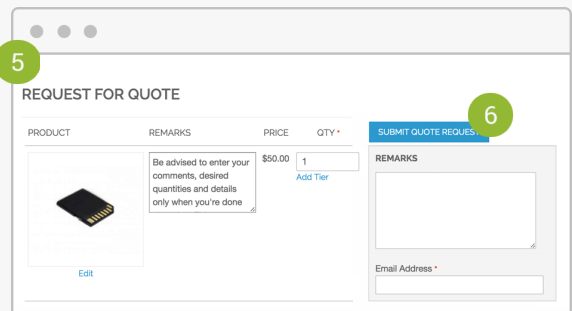 5
REQUEST FOR QUOTE
6
PRODUCT REMARKS PRICE QTY *
SUBMIT QUOTE REQUES
Be advised to enter your
comments, desired
quantities and details
only when you're done
$50.00
1
Add Tier
Edit
REMARKS
Email Address *